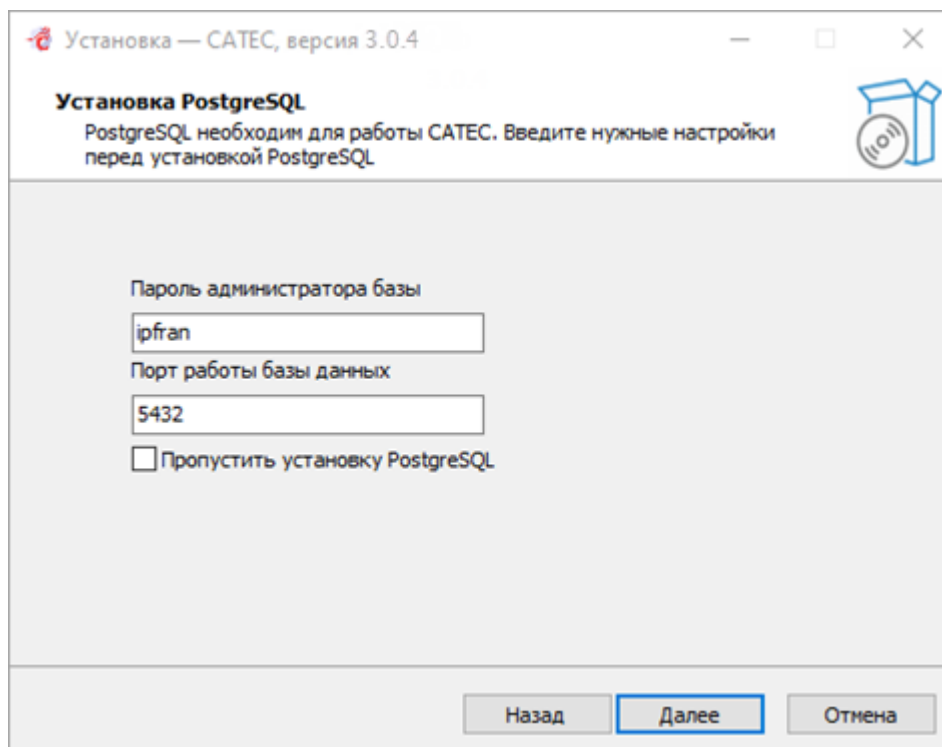 Установка — CATEC, версия 3.0.4
Установка PostgreSQL
PostgreSQL необходим для работы CATEC. Введите нужные настройки
перед установкой PostgreSQL
Пароль администратора базы
ipfran
Порт работы базы данных
5432
Пропустить установку PostgreSQL
Назад Далее Отмена